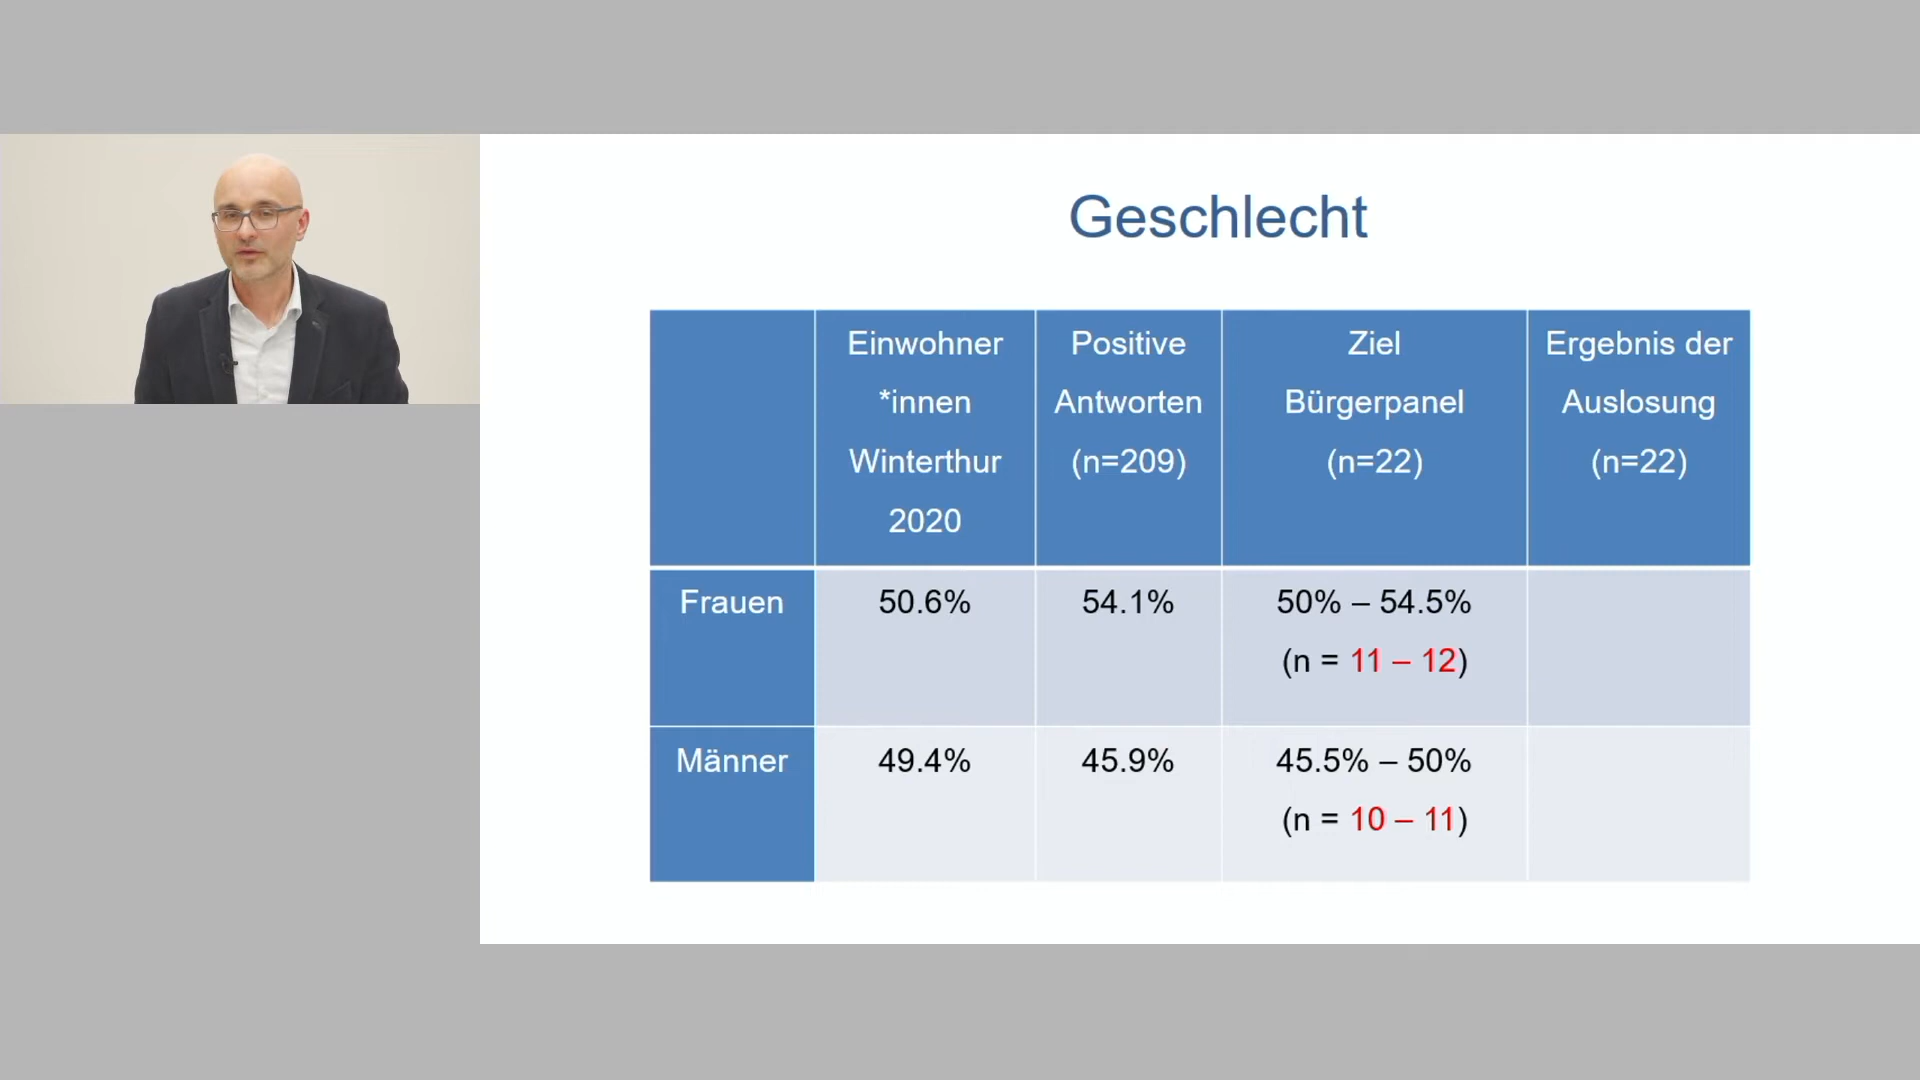 Geschlecht
Einwohner
*innen
Winterthur
2020
Positive
Antworten
(n=209)
Ziel
Bürgerpanel
(n=22)
Ergebnis der
Auslosung
(n=22)
Frauen
50.6%
54.1%
50% – 54.5%
(n = 11 – 12)
Männer
49.4%
45.9%
45.5% – 50%
(n = 10 – 11)